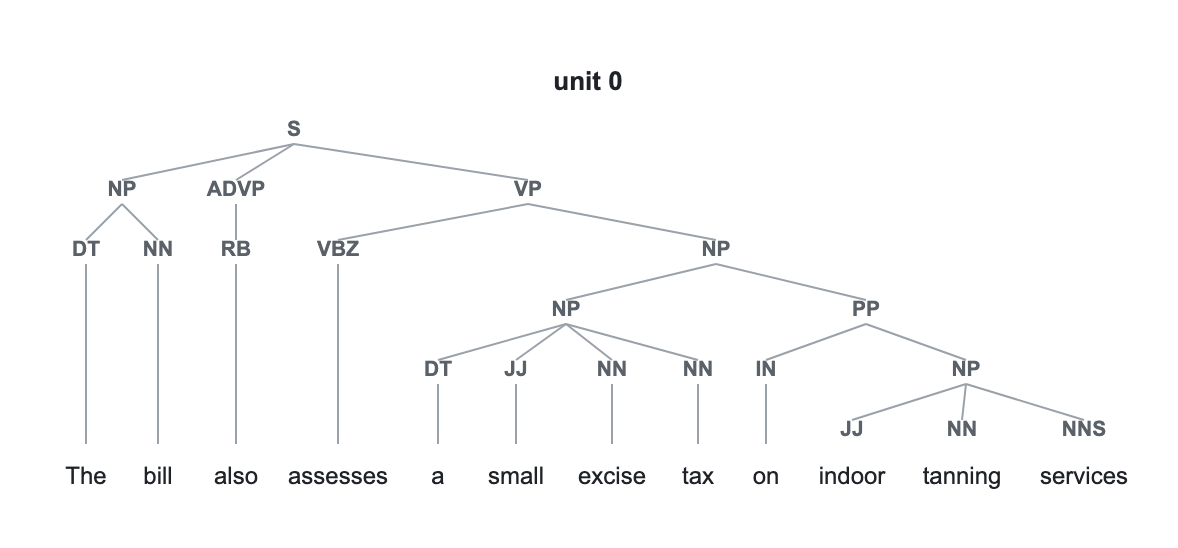 unit 0
S
NP ADVP VP
DT NN RB VBZ NP
NP PP
DT JJ NN NN IN NP
JJ NN NNS
The bill also assesses a small excise tax on indoor tanning services